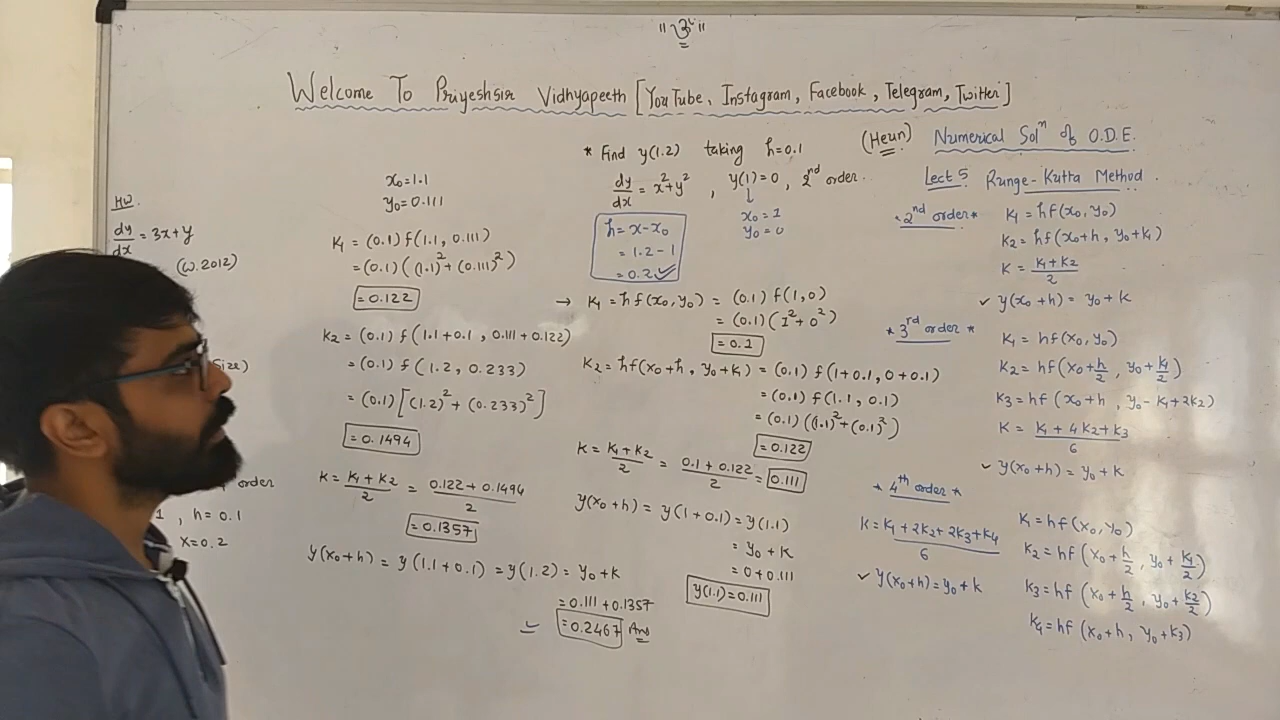 " ૐ "
Welcome To Priyeshsir Vidhyapeeth [YouTube, Instagram, Facebook, Telegram, Twitter]
(Heun) Numerical Solⁿ of O.D.E.
Lect 5 Runge-Kutta Method
* 2nd order *
K₁ = hf(x₀, y₀)
K₂ = hf(x₀+h, y₀+K₁)
K = (K₁+K₂)/2
✓ y(x₀+h) = y₀+K
* 3rd order *
K₁ = hf(x₀, y₀)
K₂ = hf(x₀+h/2, y₀+K₁/2)
K₃ = hf(x₀+h, y₀-K₁+2K₂)
K = (K₁+4K₂+K₃)/6
✓ y(x₀+h) = y₀+K
* 4th order *
K₁ = hf(x₀, y₀)
K₂ = hf(x₀+h/2, y₀+K₁/2)
K₃ = hf(x₀+h/2, y₀+K₂/2)
K₄ = hf(x₀+h, y₀+K₃)
K = (K₁+2K₂+2K₃+K₄)/6
✓ y(x₀+h) = y₀+K
* Find y(1.2) taking h=0.1
dy/dx = x²+y², y(1)=0, 2nd order.
x₀=1
y₀=0
h = x-x₀
= 1.2-1
= 0.2 ✓
→ K₁ = hf(x₀, y₀) = (0.1) f(1,0)
= (0.1)(1²+0²)
= 0.1
K₂ = hf(x₀+h, y₀+K₁) = (0.1) f(1+0.1, 0+0.1)
= (0.1) f(1.1, 0.1)
= (0.1)((1.1)²+(0.1)²)
= 0.122
K = (K₁+K₂)/2 = (0.1+0.122)/2 = 0.111
y(x₀+h) = y(1+0.1) = y(1.1)
= y₀+K
= 0+0.111
y(1.1)=0.111
x₀=1.1
y₀=0.111
K₁ = (0.1) f(1.1, 0.111)
= (0.1)((1.1)²+(0.111)²)
= 0.122
K₂ = (0.1) f(1.1+0.1, 0.111+0.122)
= (0.1) f(1.2, 0.233)
= (0.1)[(1.2)²+(0.233)²]
= 0.1494
K = (K₁+K₂)/2 = (0.122+0.1494)/2
= 0.1357
y(x₀+h) = y(1.1+0.1) = y(1.2) = y₀+K
= 0.111+0.1357
= 0.2467 Ans
HW.
dy/dx = 3x+y
(W.2012)
size)
order
1, h=0.1
x=0.2